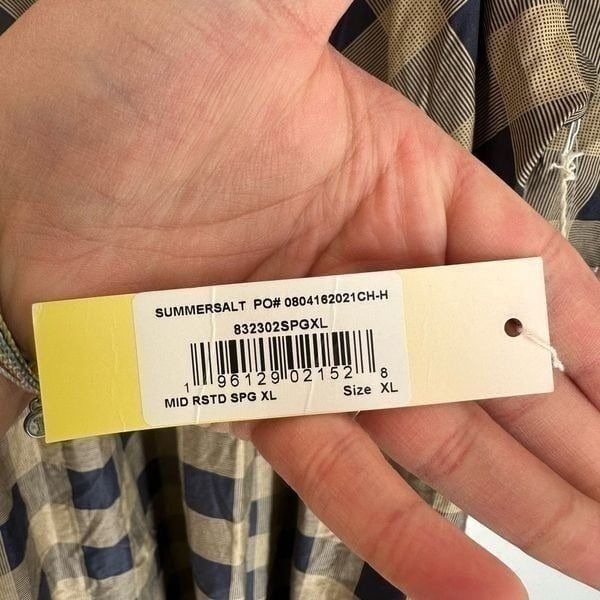 SUMMERSALT PO# 0804162021CH-H
832302SPGXL
1 96129 02152 8
MID RSTD SPG XL Size XL